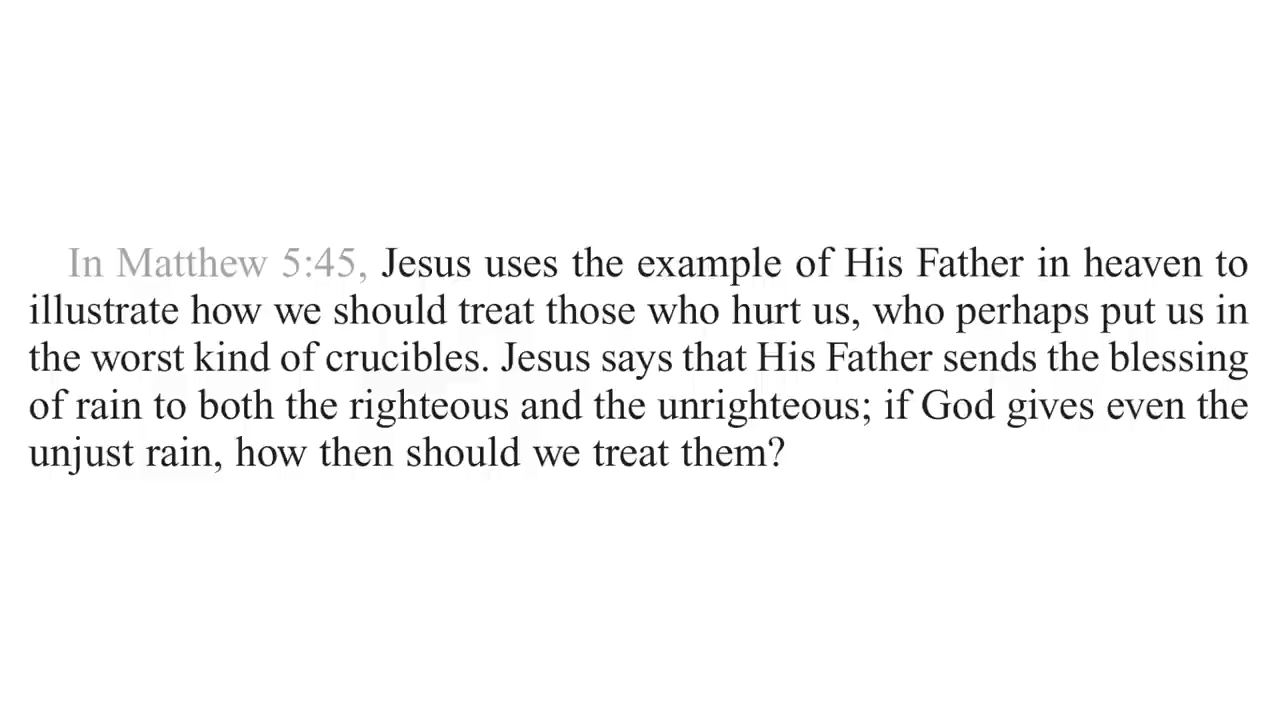 In Matthew 5:45, Jesus uses the example of His Father in heaven to
illustrate how we should treat those who hurt us, who perhaps put us in
the worst kind of crucibles. Jesus says that His Father sends the blessing
of rain to both the righteous and the unrighteous; if God gives even the
unjust rain, how then should we treat them?